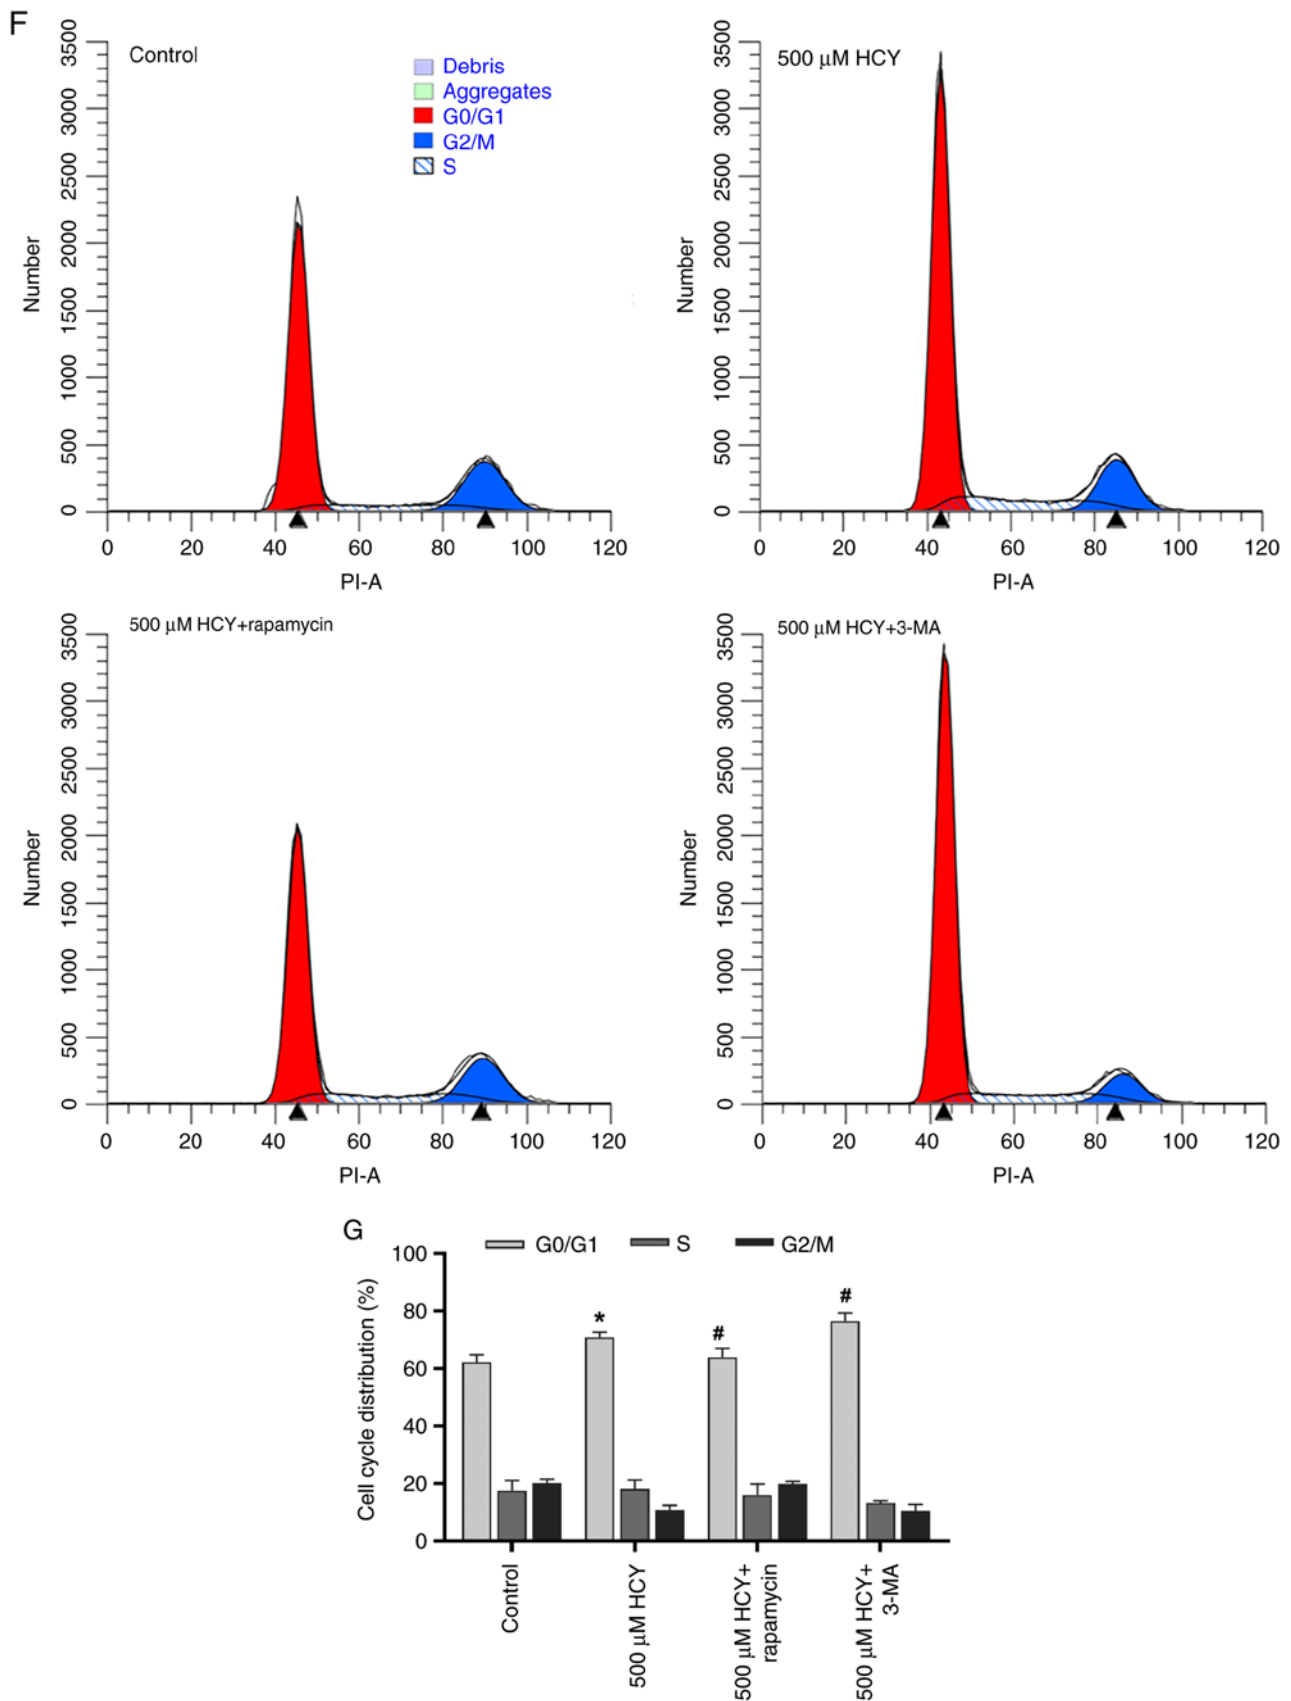 F
Control
Debris
Aggregates
G0/G1
G2/M
S
Number
3500
3000
2500
2000
1500
1000
500
0
0 20 40 60 80 100 120
PI-A
500 μM HCY
Number
3500
3000
2500
2000
1500
1000
500
0
0 20 40 60 80 100 120
PI-A
500 μM HCY+rapamycin
Number
3500
3000
2500
2000
1500
1000
500
0
0 20 40 60 80 100 120
PI-A
500 μM HCY+3-MA
Number
3500
3000
2500
2000
1500
1000
500
0
0 20 40 60 80 100 120
PI-A
G
G0/G1 S G2/M
Cell cycle distribution (%)
100
80
60
40
20
0
*
#
#
Control
500 μM HCY
500 μM HCY+
rapamycin
500 μM HCY+
3-MA